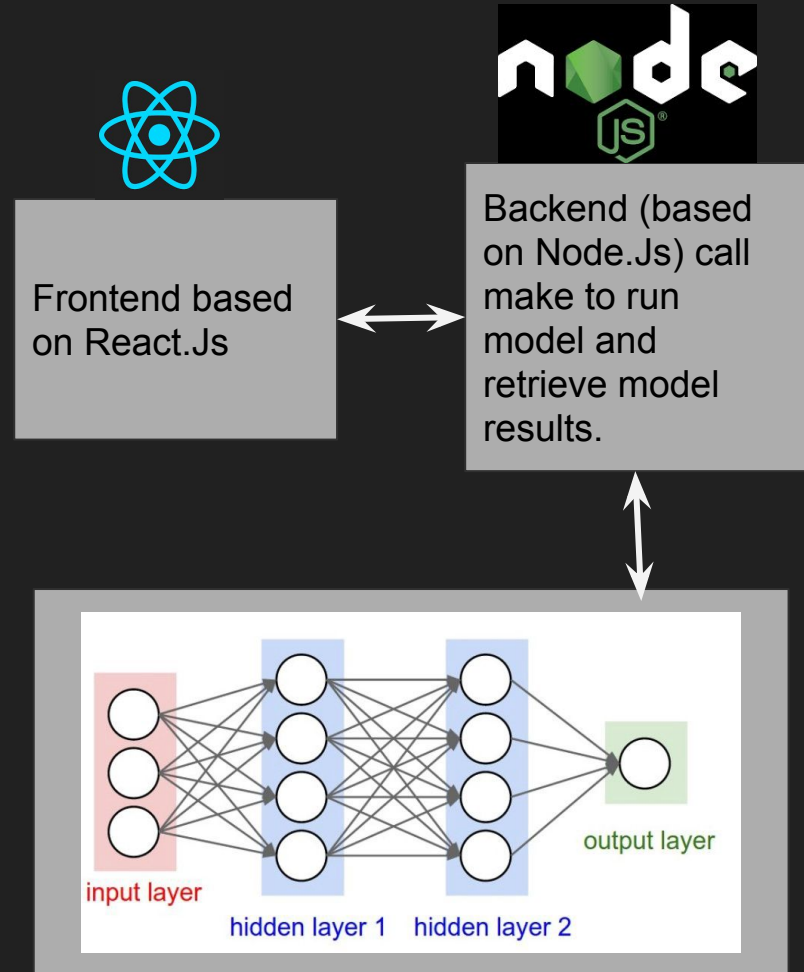 node
JS®
Frontend based
on React.Js
Backend (based
on Node.Js) call
make to run
model and
retrieve model
results.
input layer
hidden layer 1
hidden layer 2
output layer